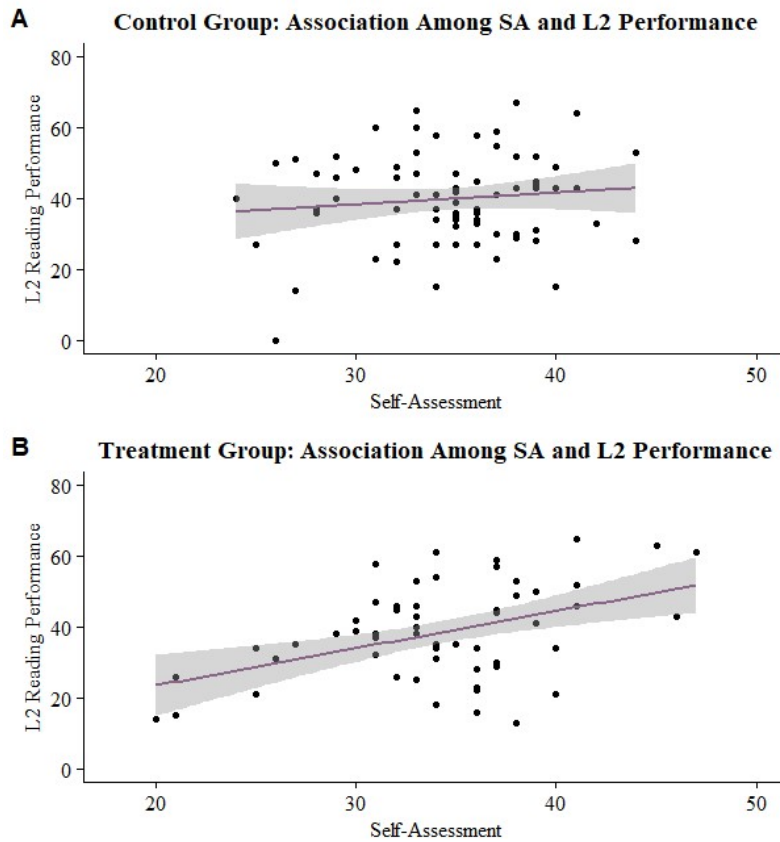 A
Control Group: Association Among SA and L2 Performance
80
60
40
20
0
L2 Reading Performance
20 30 40 50
Self-Assessment
B
Treatment Group: Association Among SA and L2 Performance
80
60
40
20
0
L2 Reading Performance
20 30 40 50
Self-Assessment